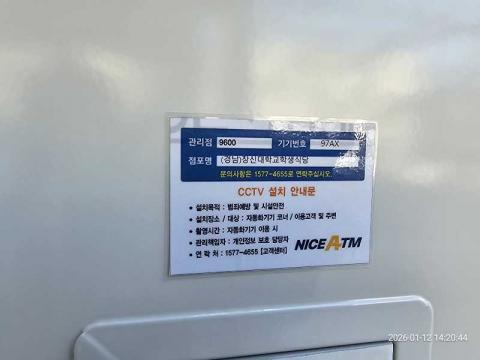 관리점 9600 기기번호 97AX
점포명 (경남)창신대학교학생식당
문의사항은 1577-4655로 연락주십시오.
CCTV 설치 안내문
• 설치목적 : 범죄예방 및 시설안전
• 설치장소 / 대상 : 자동화기기 코너 / 이용고객 및 주변
• 촬영시간 : 자동화기기 이용 시
• 관리책임자 : 개인정보 보호 담당자
• 연 락 처 : 1577-4655 [고객센터]
NICE ATM
2026-01-12 14:20:44